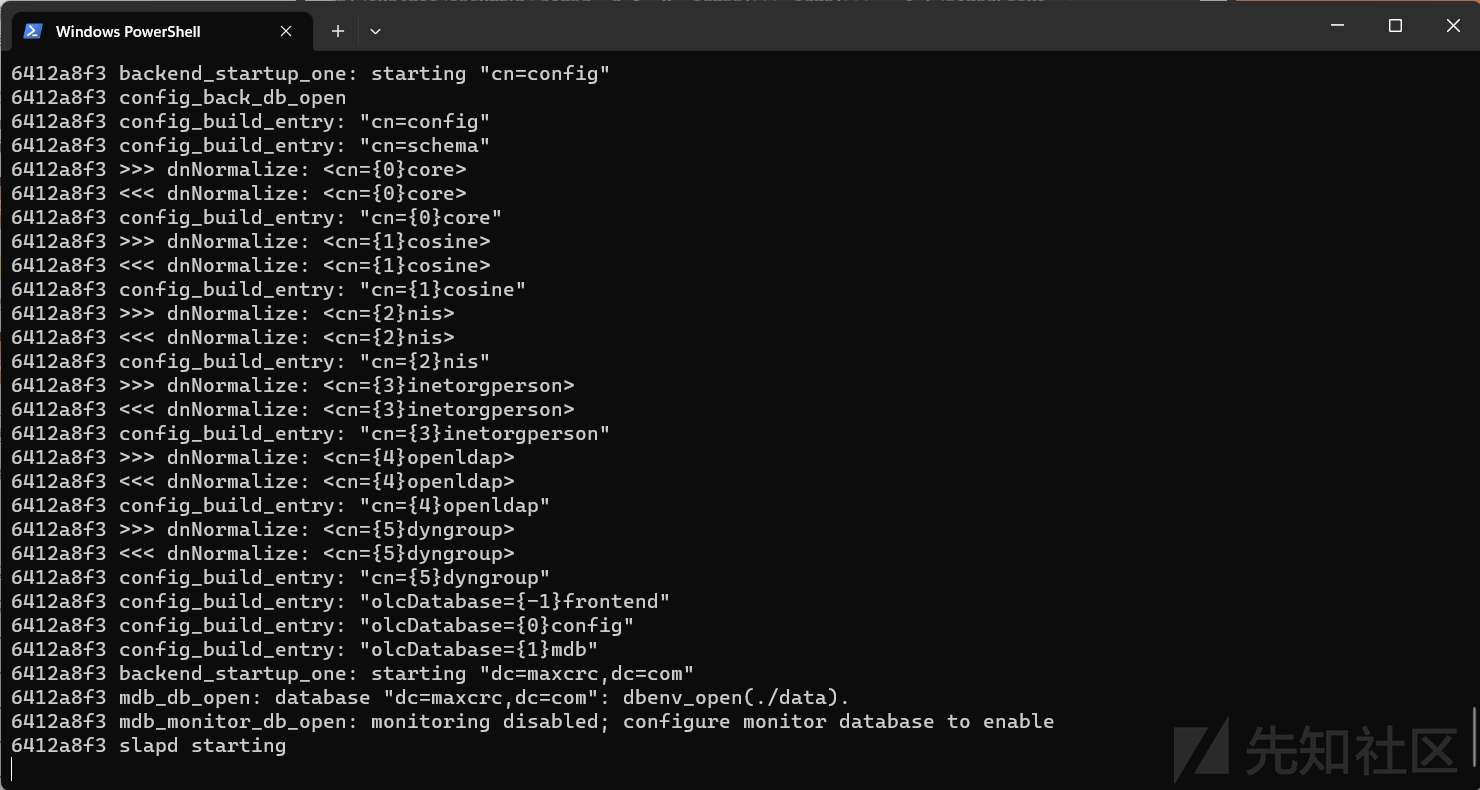 Windows PowerShell
6412a8f3 backend_startup_one: starting "cn=config"
6412a8f3 config_back_db_open
6412a8f3 config_build_entry: "cn=config"
6412a8f3 config_build_entry: "cn=schema"
6412a8f3 >>> dnNormalize: <cn={0}core>
6412a8f3 <<< dnNormalize: <cn={0}core>
6412a8f3 config_build_entry: "cn={0}core"
6412a8f3 >>> dnNormalize: <cn={1}cosine>
6412a8f3 <<< dnNormalize: <cn={1}cosine>
6412a8f3 config_build_entry: "cn={1}cosine"
6412a8f3 >>> dnNormalize: <cn={2}nis>
6412a8f3 <<< dnNormalize: <cn={2}nis>
6412a8f3 config_build_entry: "cn={2}nis"
6412a8f3 >>> dnNormalize: <cn={3}inetorgperson>
6412a8f3 <<< dnNormalize: <cn={3}inetorgperson>
6412a8f3 config_build_entry: "cn={3}inetorgperson"
6412a8f3 >>> dnNormalize: <cn={4}openldap>
6412a8f3 <<< dnNormalize: <cn={4}openldap>
6412a8f3 config_build_entry: "cn={4}openldap"
6412a8f3 >>> dnNormalize: <cn={5}dyngroup>
6412a8f3 <<< dnNormalize: <cn={5}dyngroup>
6412a8f3 config_build_entry: "cn={5}dyngroup"
6412a8f3 config_build_entry: "olcDatabase={-1}frontend"
6412a8f3 config_build_entry: "olcDatabase={0}config"
6412a8f3 config_build_entry: "olcDatabase={1}mdb"
6412a8f3 backend_startup_one: starting "dc=maxcrc,dc=com"
6412a8f3 mdb_db_open: database "dc=maxcrc,dc=com": dbenv_open(./data).
6412a8f3 mdb_monitor_db_open: monitoring disabled; configure monitor database to enable
6412a8f3 slapd starting
先知社区